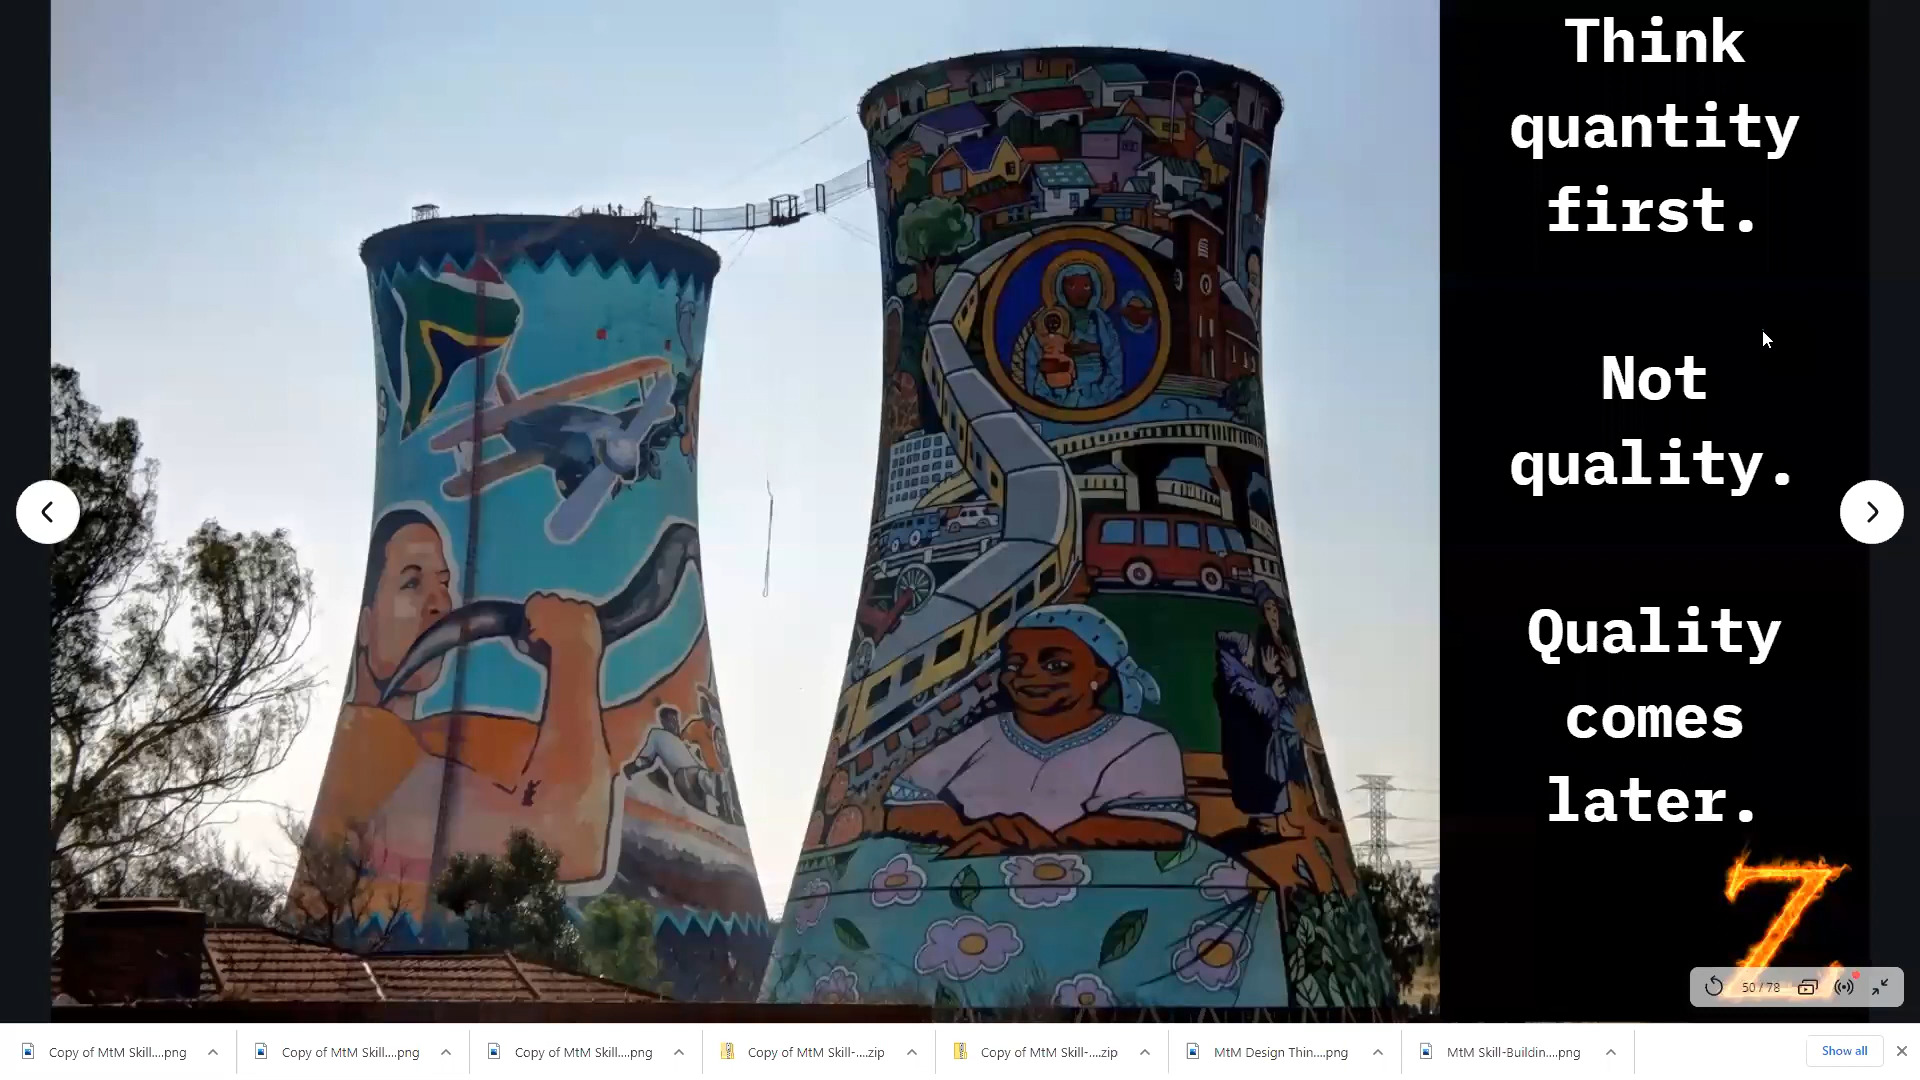 Think
quantity
first.
Not
quality.
Quality
comes
later.
Z
50 / 78
Copy of MtM Skill....png
Copy of MtM Skill....png
Copy of MtM Skill....png
Copy of MtM Skill-....zip
Copy of MtM Skill-....zip
MtM Design Thin....png
MtM Skill-Buildin....png
Show all